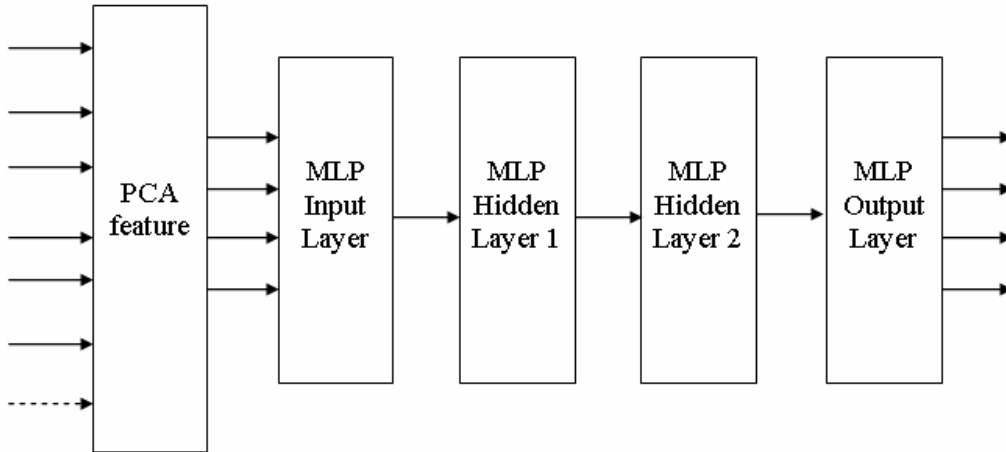 PCA
feature
MLP
Input
Layer
MLP
Hidden
Layer 1
MLP
Hidden
Layer 2
MLP
Output
Layer